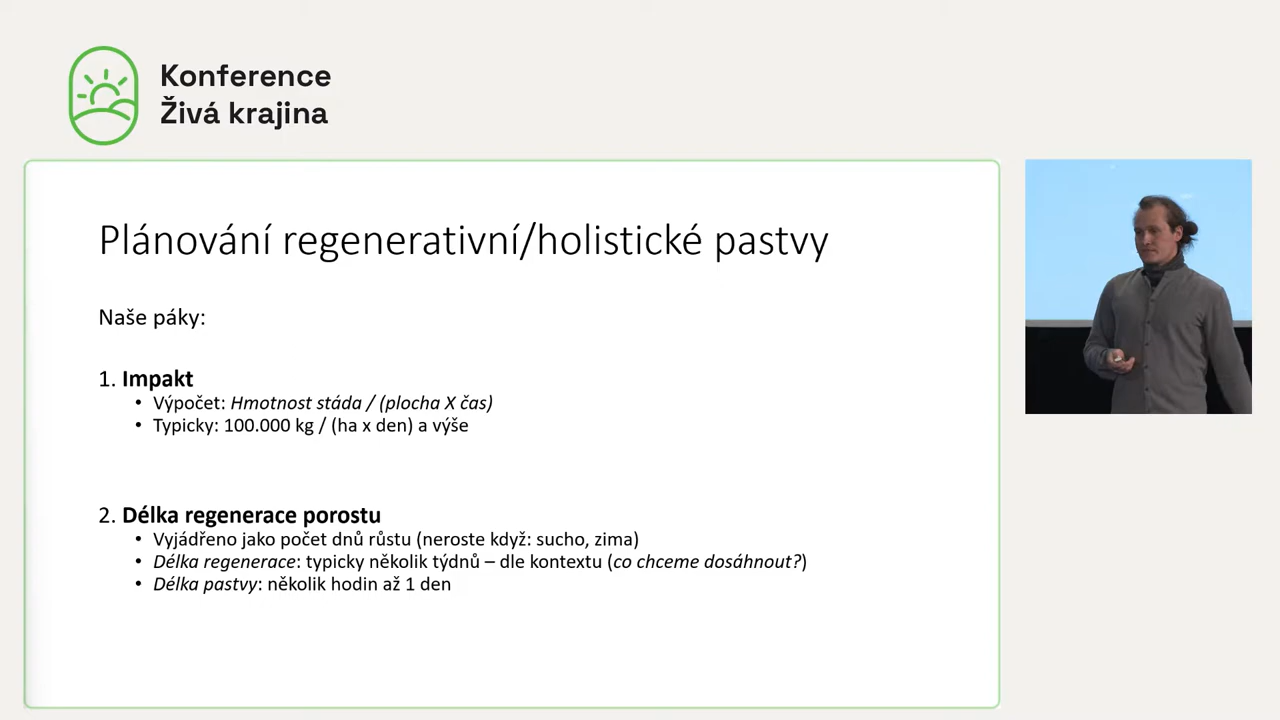 Konference
Živá krajina
Plánování regenerativní/holistické pastvy
Naše páky:
1. Impakt
• Výpočet: Hmotnost stáda / (plocha X čas)
• Typicky: 100.000 kg / (ha x den) a výše
2. Délka regenerace porostu
• Vyjádřeno jako počet dnů růstu (neroste když: sucho, zima)
• Délka regenerace: typicky několik týdnů – dle kontextu (co chceme dosáhnout?)
• Délka pastvy: několik hodin až 1 den